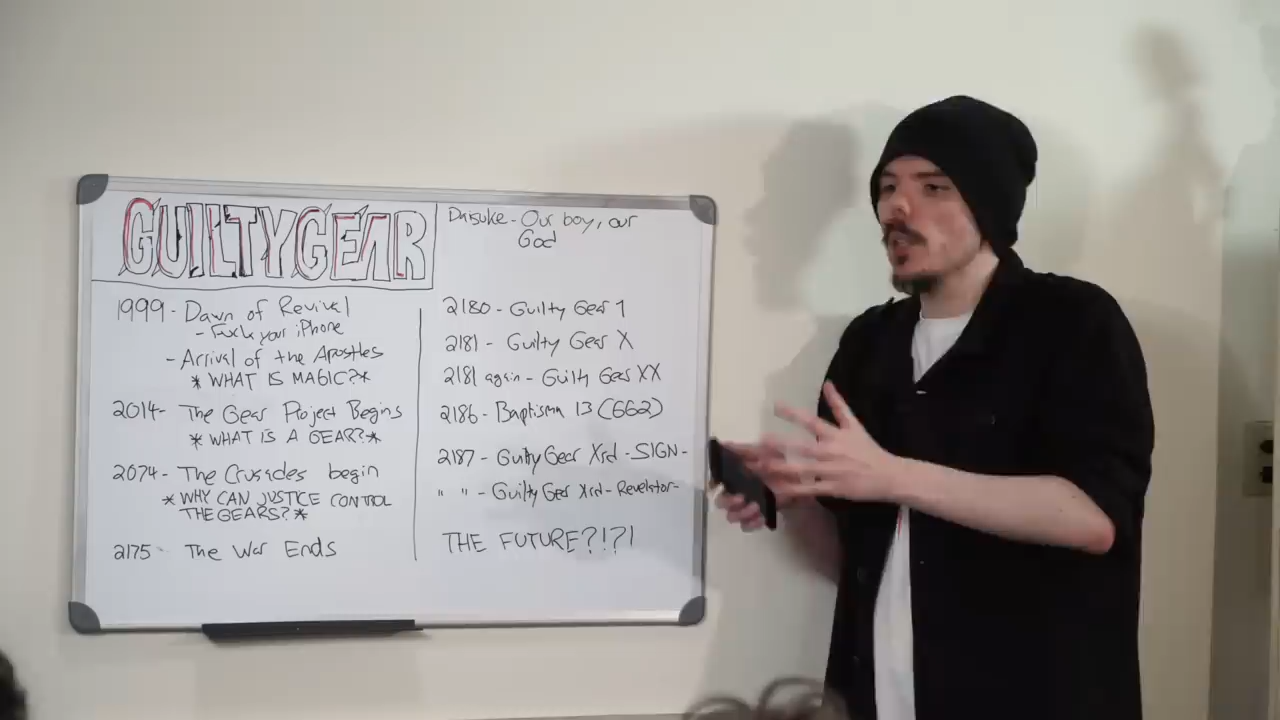 GUILTYGEAR
Daisuke - Our boy, our
God
1999 - Dawn of Revival
- Fuck your iPhone
- Arrival of the Apostles
* WHAT IS MAGIC? *
2014 - The Gear Project Begins
* WHAT IS A GEAR? *
2074 - The Crusades begin
* WHY CAN JUSTICE CONTROL
THE GEARS? *
2175 - The War Ends
2180 - Guilty Gear 1
2181 - Guilty Gear X
2181 again - Guilty Gear XX
2186 - Baptisma 13 (GG2)
2187 - Guilty Gear Xrd - SIGN -
" " - Guilty Gear Xrd - Revelator -
THE FUTURE?!?!